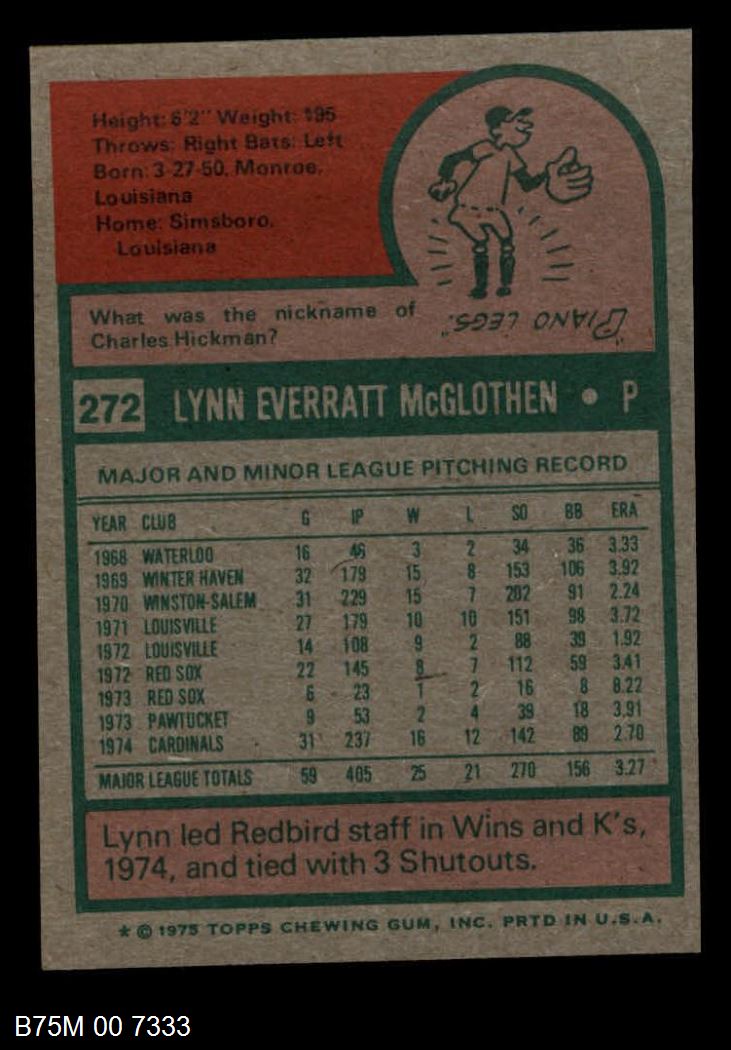 Height: 6'2" Weight: 195
Throws: Right Bats: Left
Born: 3-27-50, Monroe,
Louisiana
Home: Simsboro,
Louisiana
What was the nickname of
Charles Hickman?
"PIANO LEGS."
272 LYNN EVERRATT McGLOTHEN • P
MAJOR AND MINOR LEAGUE PITCHING RECORD
YEAR CLUB G IP W L SO BB ERA
1968 WATERLOO 16 46 3 2 34 36 3.33
1969 WINTER HAVEN 32 179 15 8 153 106 3.92
1970 WINSTON-SALEM 31 229 15 7 202 91 2.24
1971 LOUISVILLE 27 179 10 10 151 98 3.72
1972 LOUISVILLE 14 108 9 2 88 39 1.92
1972 RED SOX 22 145 8 7 112 59 3.41
1973 RED SOX 6 23 1 2 16 8 8.22
1973 PAWTUCKET 9 53 2 4 39 18 3.91
1974 CARDINALS 31 237 16 12 142 89 2.70
MAJOR LEAGUE TOTALS 59 405 25 21 270 156 3.27
Lynn led Redbird staff in Wins and K's,
1974, and tied with 3 Shutouts.
* © 1975 TOPPS CHEWING GUM, INC. PRTD IN U.S.A.
B75M 00 7333